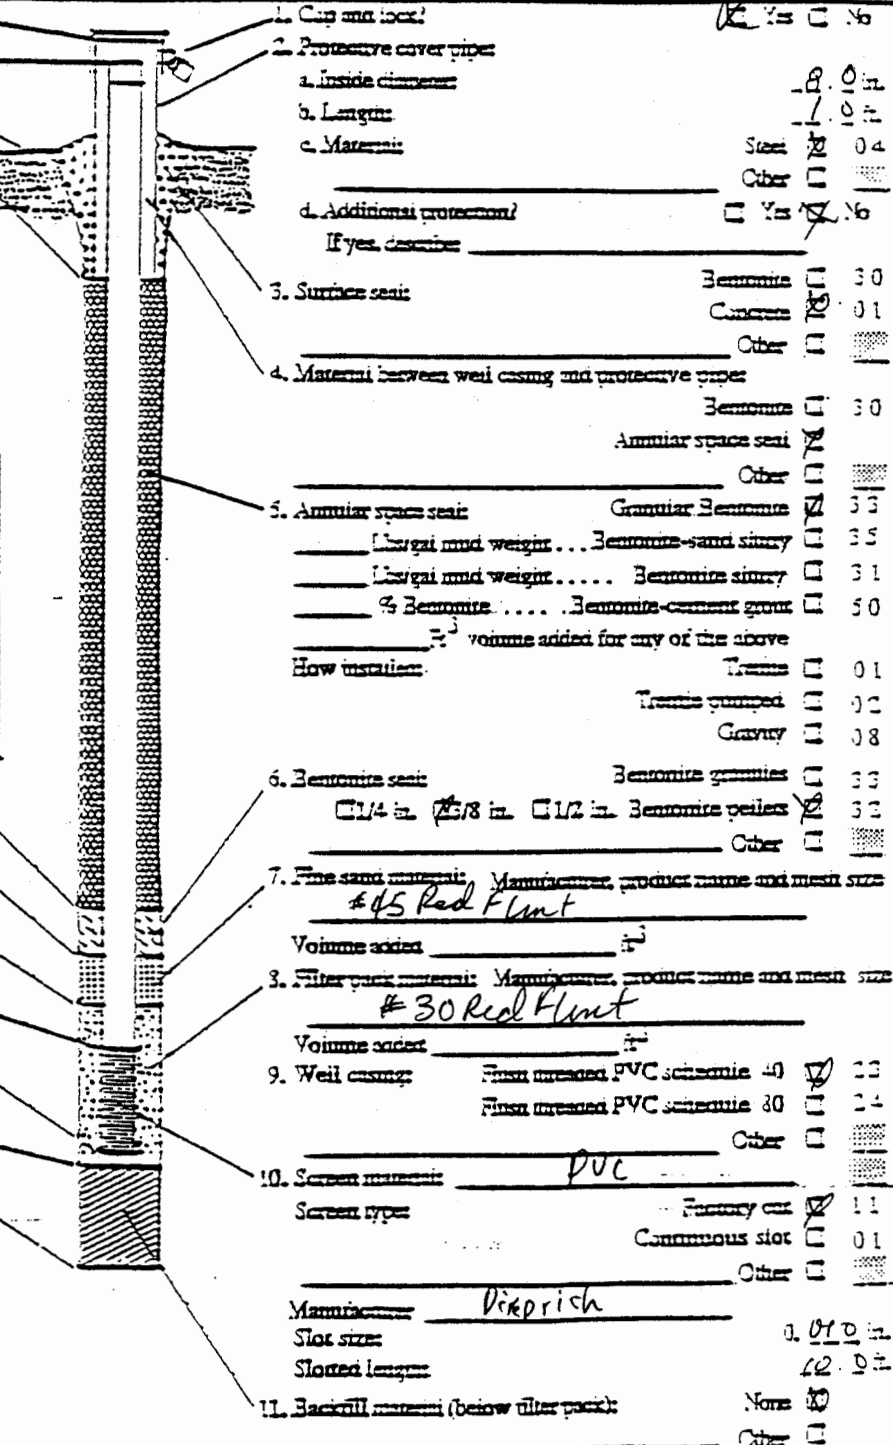 1. Cap and lock? Yes No
2. Protective cover pipe:
a. Inside diameter: 8.0 in.
b. Length: 1.0 ft.
c. Material: Steel 04
Other
d. Additional protection? Yes No
If yes, describe:
3. Surface seal: Bentonite 30
Concrete 01
Other
4. Material between well casing and protective pipe:
Bentonite 30
Annular space seal
Other
5. Annular space seal: Granular Bentonite 33
Lbs/gal mud weight ... Bentonite-sand slurry 35
Lbs/gal mud weight ..... Bentonite slurry 31
% Bentonite ..... Bentonite-cement grout 50
Ft³ volume added for any of the above
How installed: Tremie 01
Tremie pumped 02
Gravity 08
6. Bentonite seal: Bentonite granules 33
1/4 in. 3/8 in. 1/2 in. Bentonite pellets 32
Other
7. Fine sand material: Manufacturer, product name and mesh size
#45 Red Flint
Volume added ft³
8. Filter pack material: Manufacturer, product name and mesh size
#30 Red Flint
Volume added ft³
9. Well casing: Flush threaded PVC schedule 40 23
Flush threaded PVC schedule 80 24
Other
10. Screen material: PVC
Screen type: Factory cut 11
Continuous slot 01
Other
Manufacturer Dieprich
Slot size: 0.010 in.
Slotted length: 10.0 ft.
11. Backfill material (below filter pack): None
Other